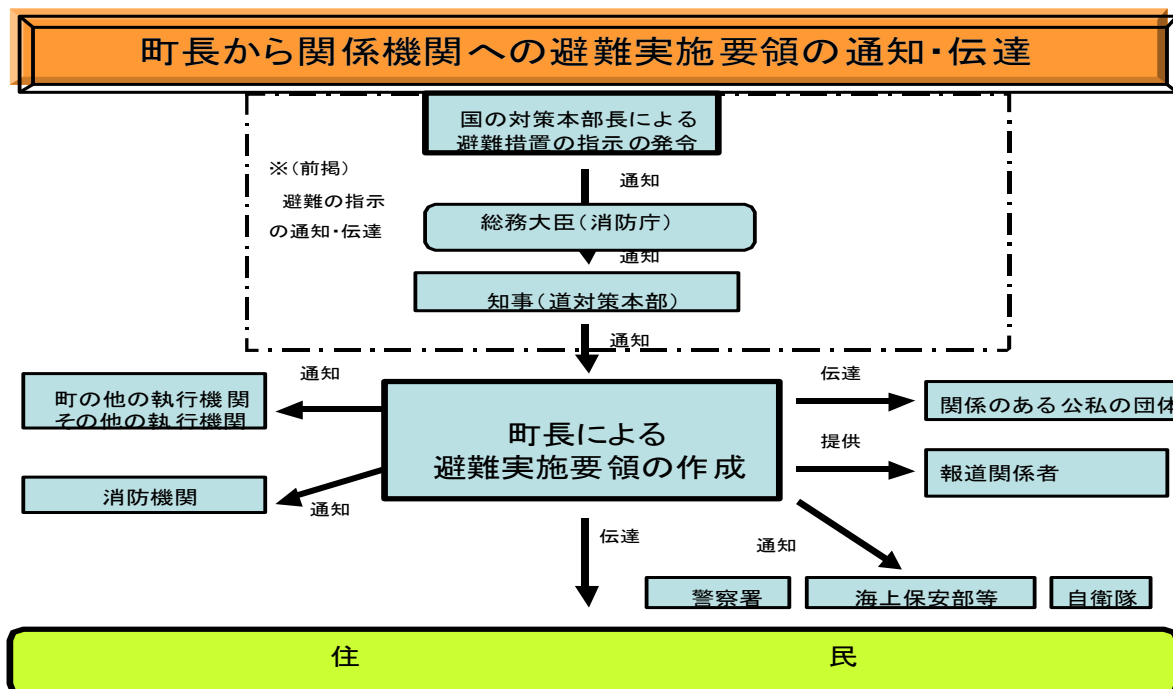 町長から関係機関への避難実施要領の通知・伝達
国の対策本部長による
避難措置の指示の発令
※(前掲)
避難の指示
の通知・伝達
通知
総務大臣(消防庁)
通知
知事(道対策本部)
通知
通知
町の他の執行機関
その他の執行機関
消防機関
通知
町長による
避難実施要領の作成
伝達
関係のある公私の団体
提供
報道関係者
伝達
通知
警察署
海上保安部等
自衛隊
住民